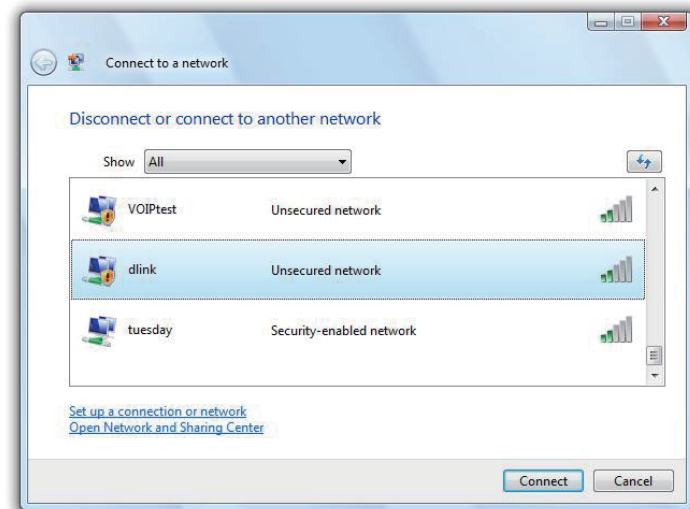 Connect to a network
Disconnect or connect to another network
Show All
VOIPtest Unsecured network
dlink Unsecured network
tuesday Security-enabled network
Set up a connection or network
Open Network and Sharing Center
Connect Cancel